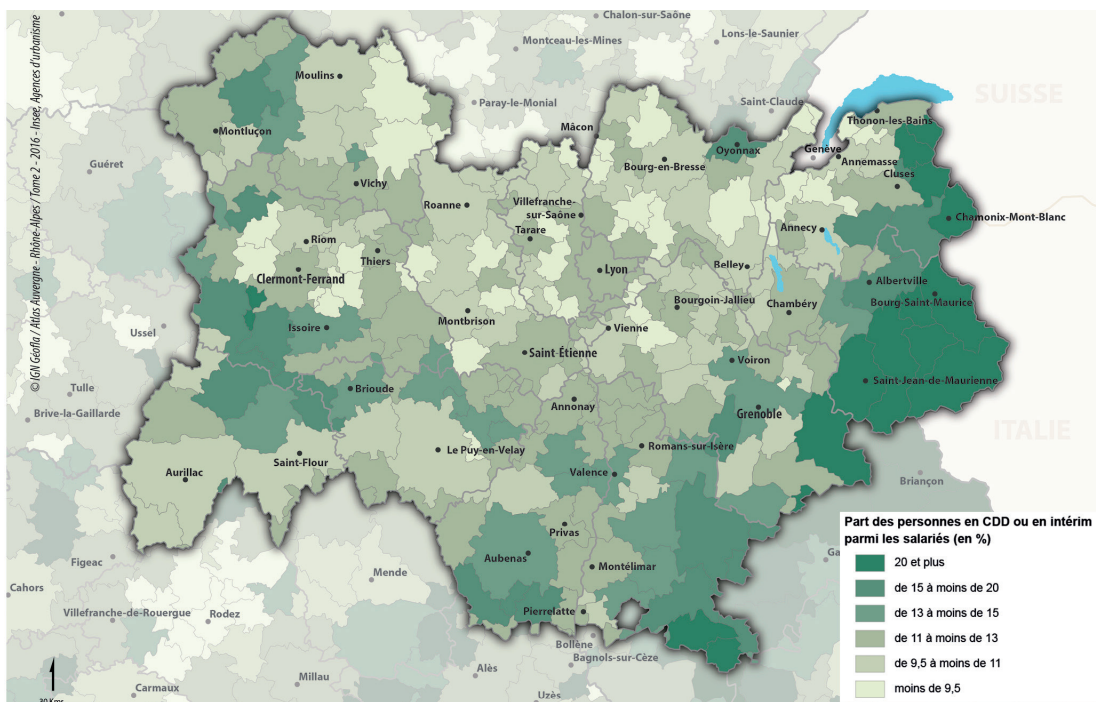 © IGN Géofla / Atlas Auvergne - Rhône-Alpes / Tome 2 - 2016 - Insee, Agences d'urbanisme
Chalon-sur-Saône
Lons-le-Saunier
Montceau-les-Mines
Moulins
Paray-le-Monial
Saint-Claude
SUISSE
Thonon-les-Bains
Montluçon
Mâcon
Oyonnax
Genève
Annemasse
Guéret
Bourg-en-Bresse
Cluses
Vichy
Roanne
Villefranche-
sur-Saône
Chamonix-Mont-Blanc
Tarare
Annecy
Riom
Thiers
Clermont-Ferrand
Lyon
Belley
Albertville
Bourg-Saint-Maurice
Bourgoin-Jallieu
Chambéry
Montbrison
Ussel
Issoire
Vienne
Saint Étienne
Voiron
Saint-Jean-de-Maurienne
Tulle
Brioude
Brive-la-Gaillarde
Annonay
Grenoble
ITALIE
Le Puy-en-Velay
Romans-sur-Isère
Saint-Flour
Aurillac
Valence
Briançon
Privas
Aubenas
Figeac
Montélimar
Mende
Cahors
Villefranche-de-Rouergue
Rodez
Pierrelatte
Bollène
Bagnols-sur-Cèze
Alès
Millau
Carmaux
Uzès
30 Kms
Ga
Part des personnes en CDD ou en intérim
parmi les salariés (en %)
20 et plus
de 15 à moins de 20
de 13 à moins de 15
de 11 à moins de 13
de 9,5 à moins de 11
moins de 9,5